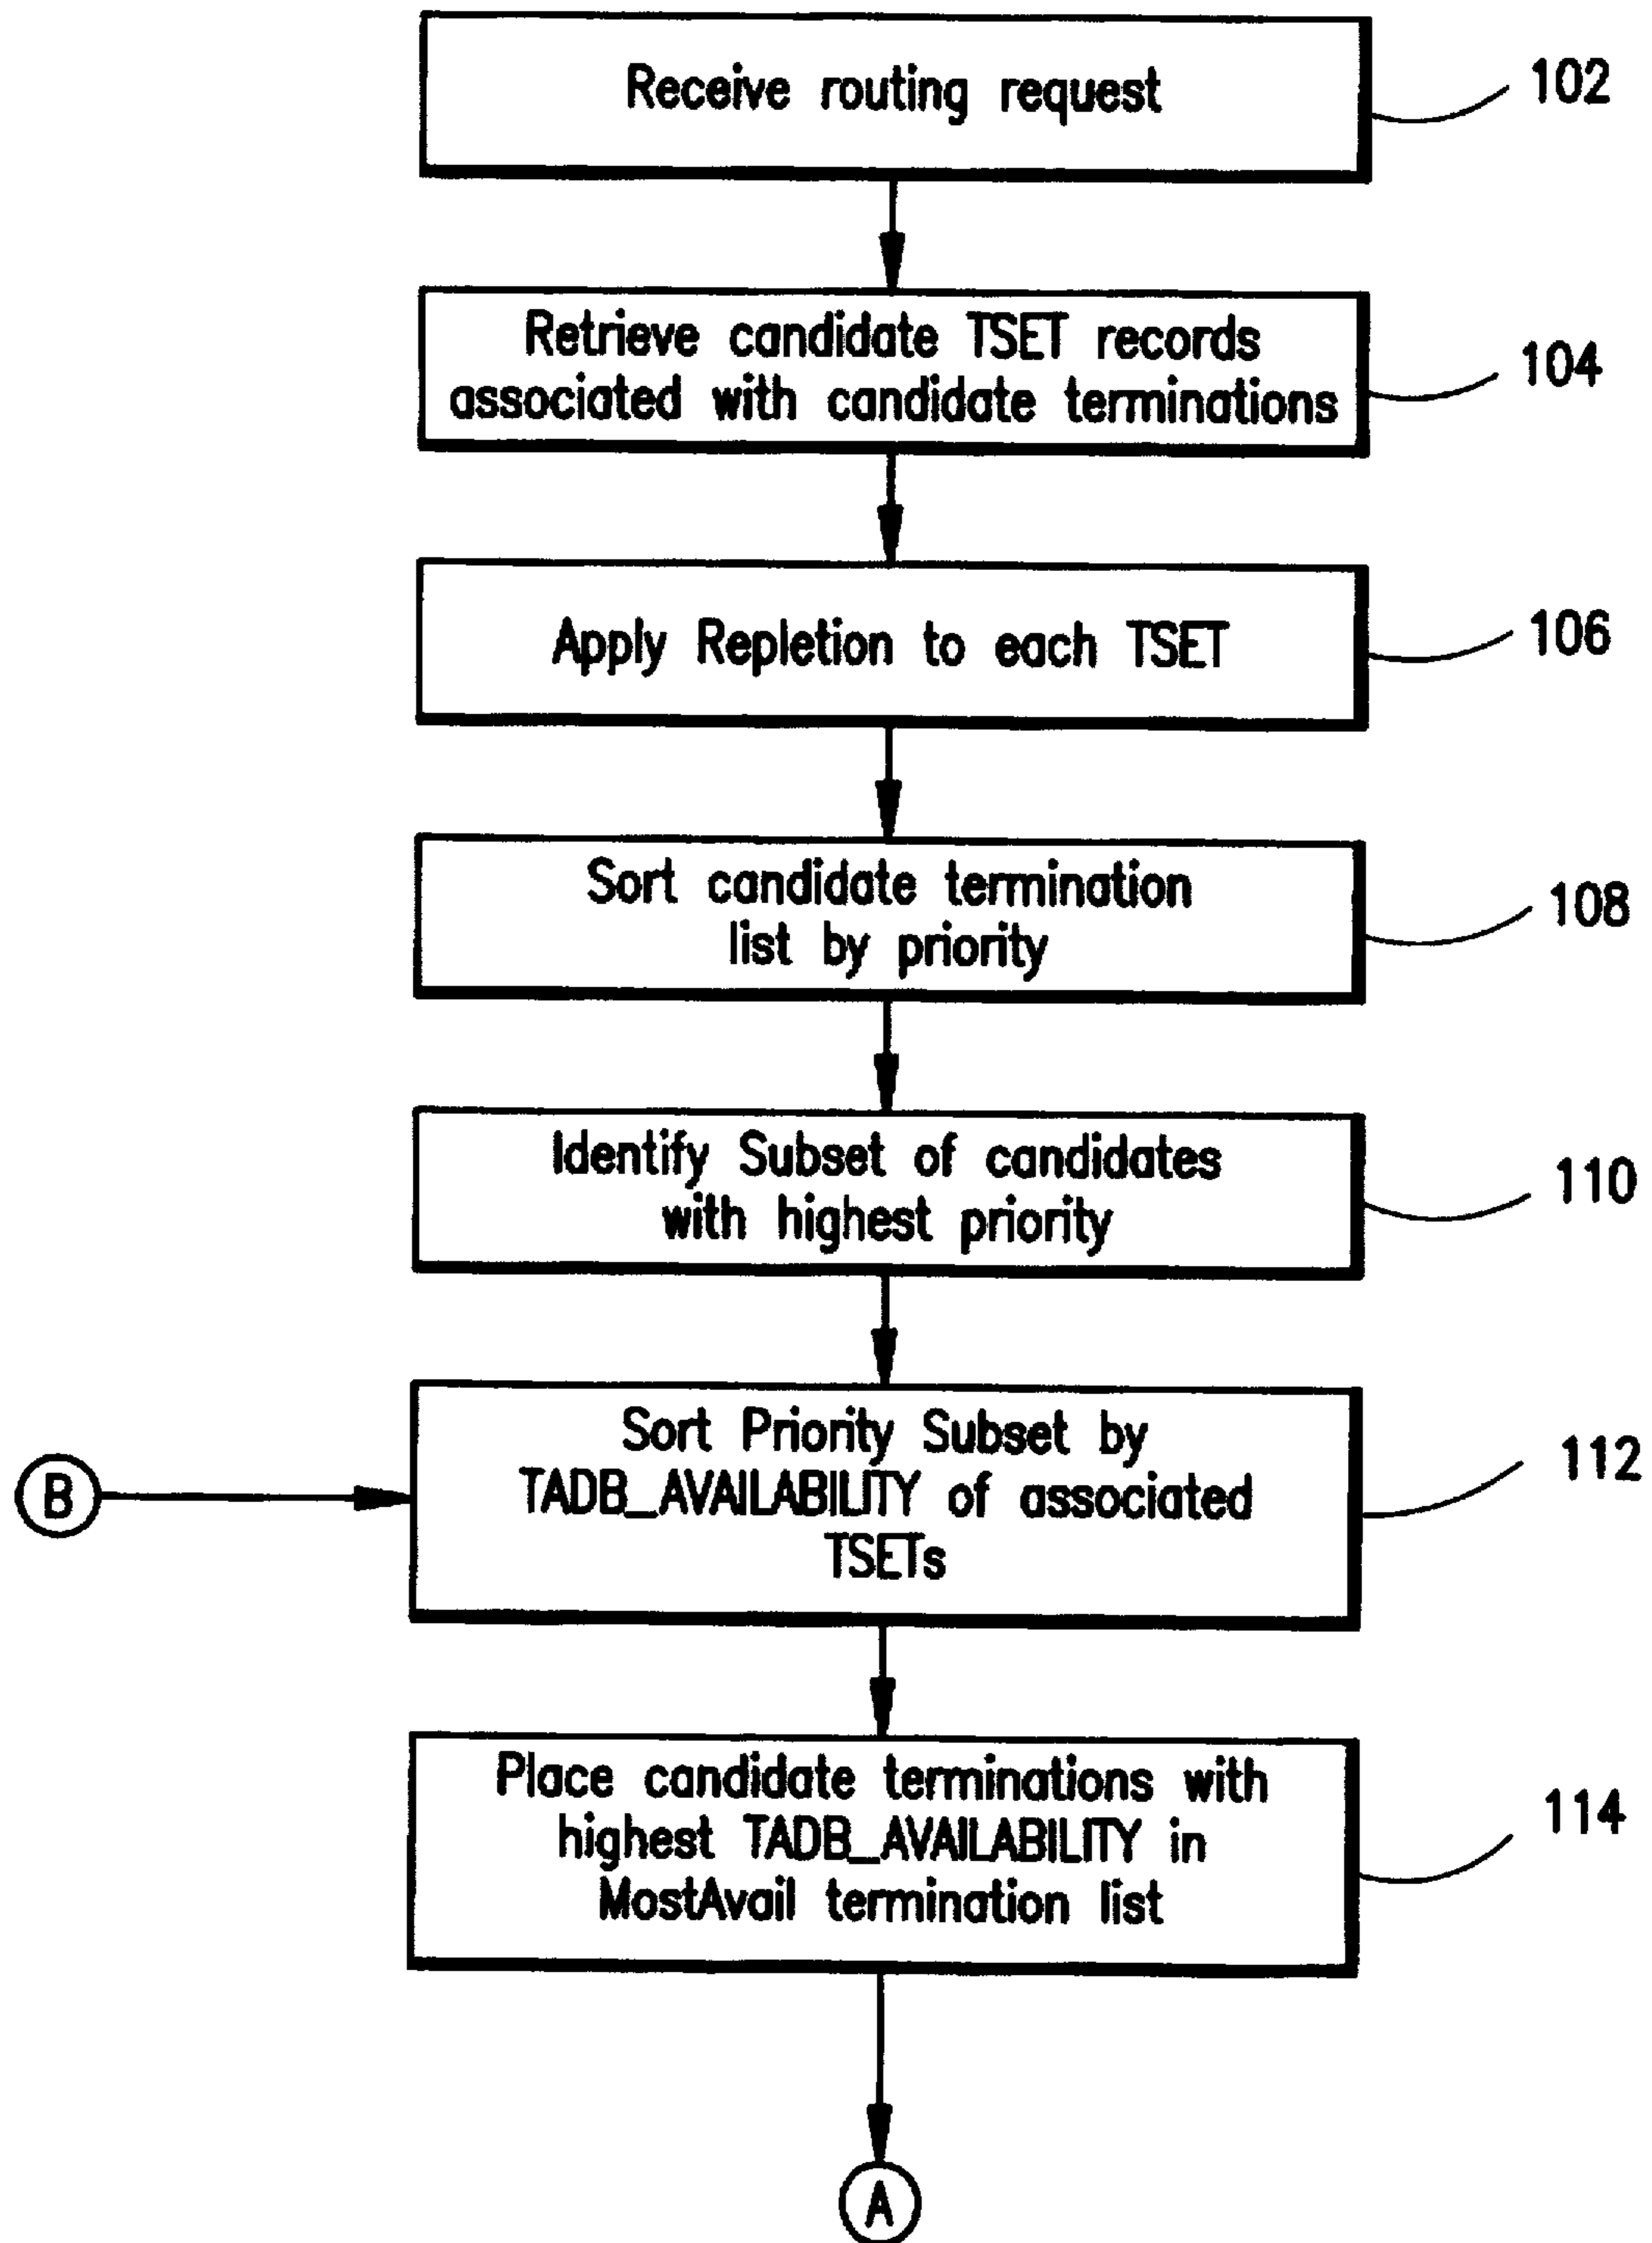 Receive routing request
102
Retrieve candidate TSET records
associated with candidate terminations
104
Apply Repletion to each TSET
106
Sort candidate termination
list by priority
108
Identify Subset of candidates
with highest priority
110
Sort Priority Subset by
TADB_AVAILABILITY of associated
TSETs
112
B
Place candidate terminations with
highest TADB_AVAILABILITY in
MostAvail termination list
114
A